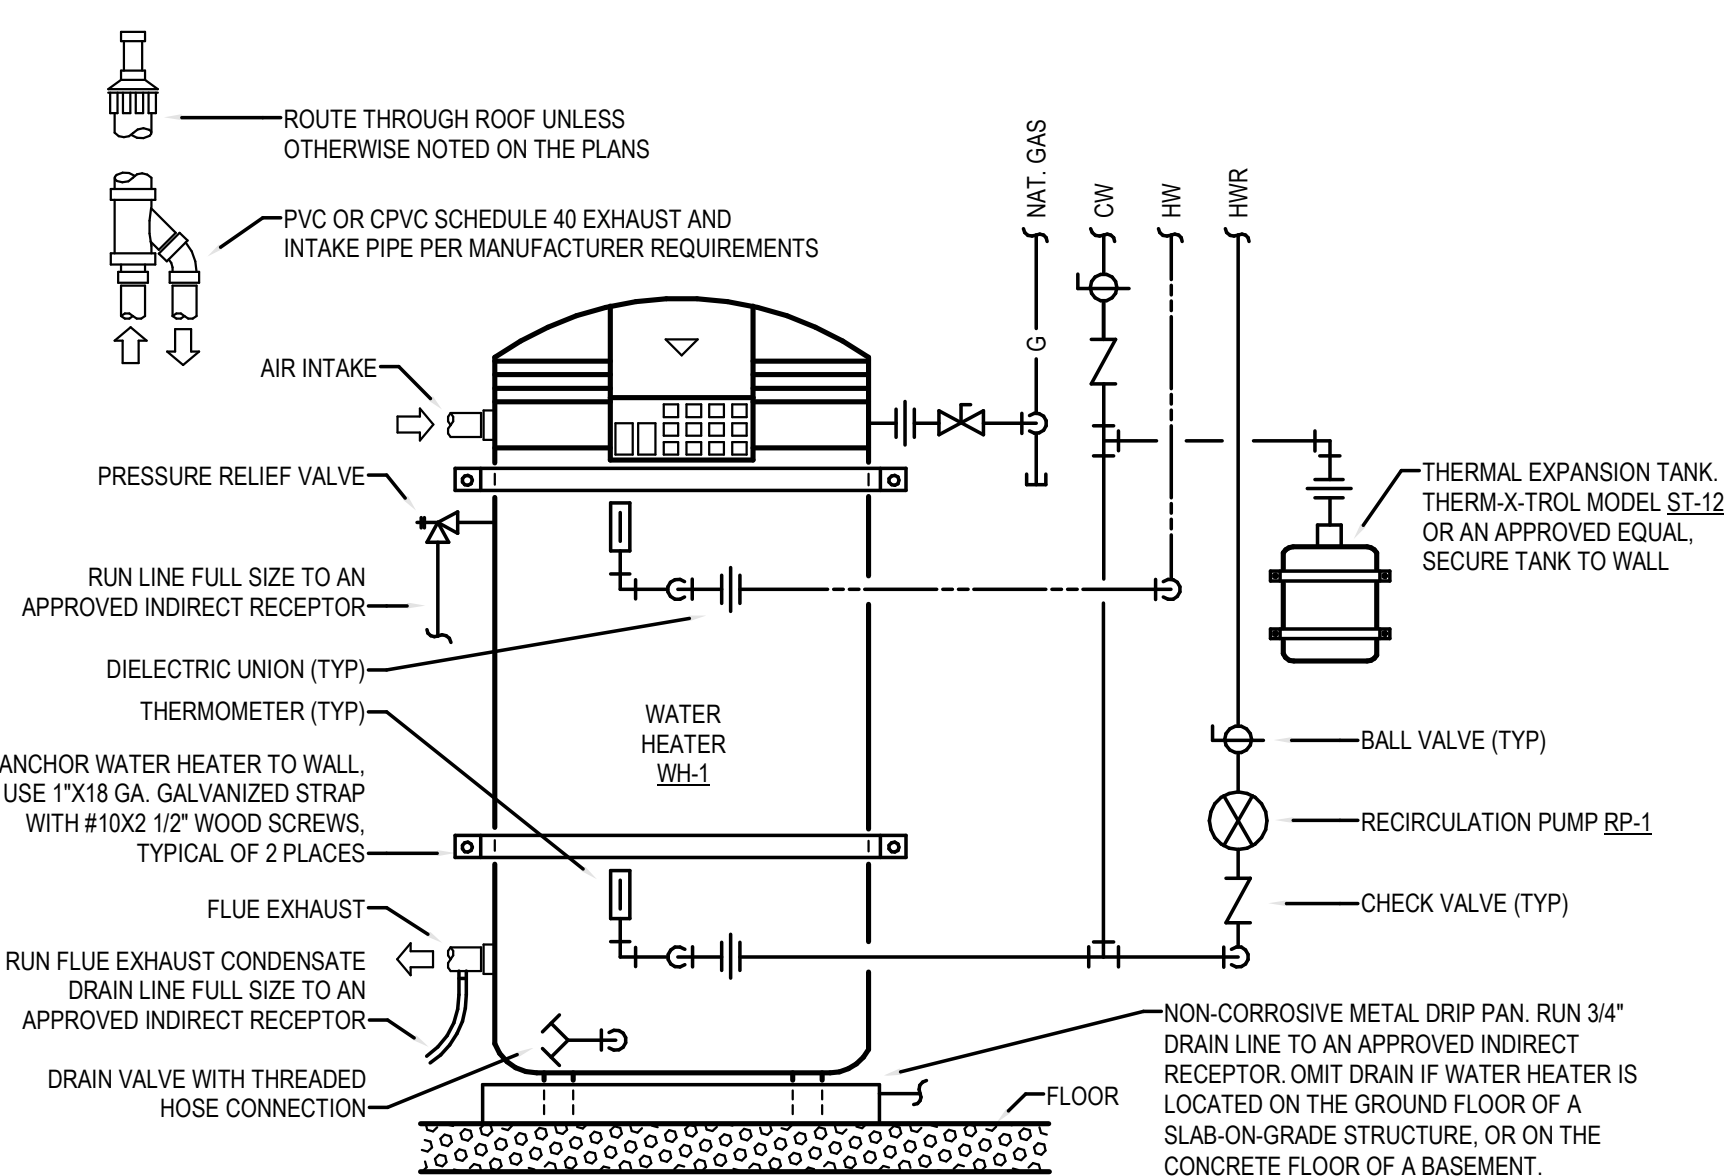 ROUTE THROUGH ROOF UNLESS
OTHERWISE NOTED ON THE PLANS
PVC OR CPVC SCHEDULE 40 EXHAUST AND
INTAKE PIPE PER MANUFACTURER REQUIREMENTS
NAT. GAS
CW
HW
HWR
G
AIR INTAKE
PRESSURE RELIEF VALVE
RUN LINE FULL SIZE TO AN
APPROVED INDIRECT RECEPTOR
DIELECTRIC UNION (TYP)
THERMOMETER (TYP)
ANCHOR WATER HEATER TO WALL,
USE 1"X18 GA. GALVANIZED STRAP
WITH #10X2 1/2" WOOD SCREWS,
TYPICAL OF 2 PLACES
FLUE EXHAUST
RUN FLUE EXHAUST CONDENSATE
DRAIN LINE FULL SIZE TO AN
APPROVED INDIRECT RECEPTOR
DRAIN VALVE WITH THREADED
HOSE CONNECTION
WATER
HEATER
WH-1
THERMAL EXPANSION TANK.
THERM-X-TROL MODEL ST-12
OR AN APPROVED EQUAL,
SECURE TANK TO WALL
BALL VALVE (TYP)
RECIRCULATION PUMP RP-1
CHECK VALVE (TYP)
NON-CORROSIVE METAL DRIP PAN. RUN 3/4"
DRAIN LINE TO AN APPROVED INDIRECT
RECEPTOR. OMIT DRAIN IF WATER HEATER IS
LOCATED ON THE GROUND FLOOR OF A
SLAB-ON-GRADE STRUCTURE, OR ON THE
CONCRETE FLOOR OF A BASEMENT.
FLOOR